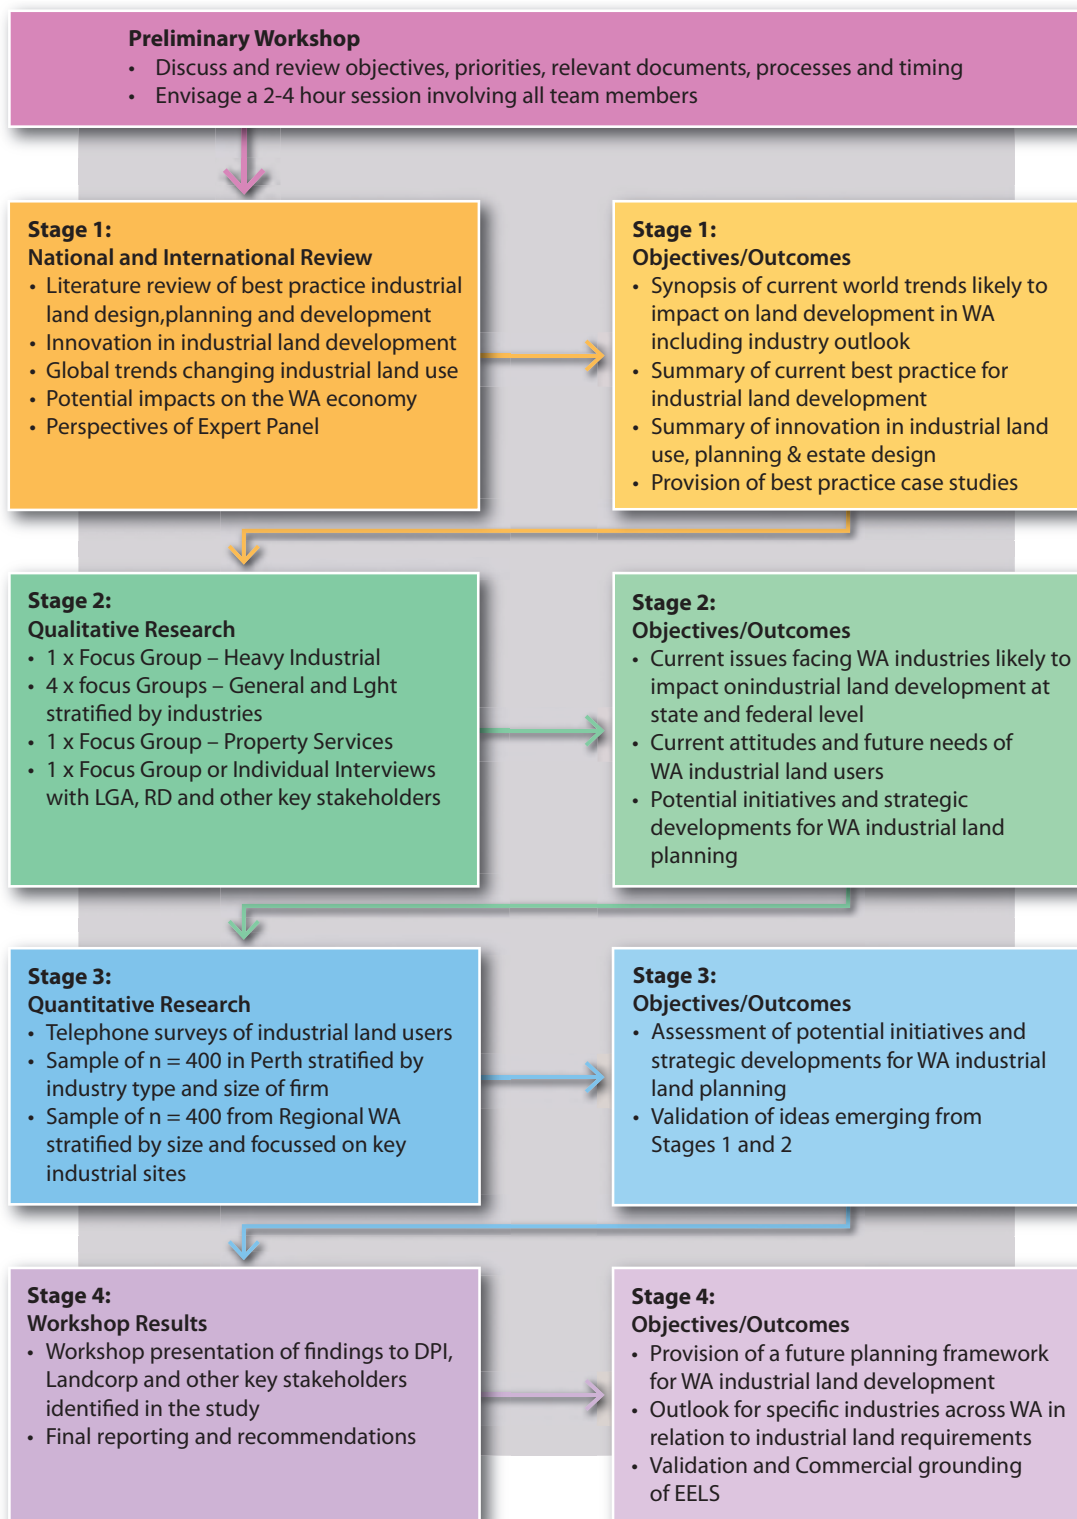 Preliminary Workshop
• Discuss and review objectives, priorities, relevant documents, processes and timing
• Envisage a 2-4 hour session involving all team members
Stage 1:
National and International Review
• Literature review of best practice industrial
land design,planning and development
• Innovation in industrial land development
• Global trends changing industrial land use
• Potential impacts on the WA economy
• Perspectives of Expert Panel
Stage 1:
Objectives/Outcomes
• Synopsis of current world trends likely to
impact on land development in WA
including industry outlook
• Summary of current best practice for
industrial land development
• Summary of innovation in industrial land
use, planning & estate design
• Provision of best practice case studies
Stage 2:
Qualitative Research
• 1 x Focus Group – Heavy Industrial
• 4 x focus Groups – General and Lght
stratified by industries
• 1 x Focus Group – Property Services
• 1 x Focus Group or Individual Interviews
with LGA, RD and other key stakeholders
Stage 2:
Objectives/Outcomes
• Current issues facing WA industries likely to
impact onindustrial land development at
state and federal level
• Current attitudes and future needs of
WA industrial land users
• Potential initiatives and strategic
developments for WA industrial land
planning
Stage 3:
Quantitative Research
• Telephone surveys of industrial land users
• Sample of n = 400 in Perth stratified by
industry type and size of firm
• Sample of n = 400 from Regional WA
stratified by size and focussed on key
industrial sites
Stage 3:
Objectives/Outcomes
• Assessment of potential initiatives and
strategic developments for WA industrial
land planning
• Validation of ideas emerging from
Stages 1 and 2
Stage 4:
Workshop Results
• Workshop presentation of findings to DPI,
Landcorp and other key stakeholders
identified in the study
• Final reporting and recommendations
Stage 4:
Objectives/Outcomes
• Provision of a future planning framework
for WA industrial land development
• Outlook for specific industries across WA in
relation to industrial land requirements
• Validation and Commercial grounding
of EELS